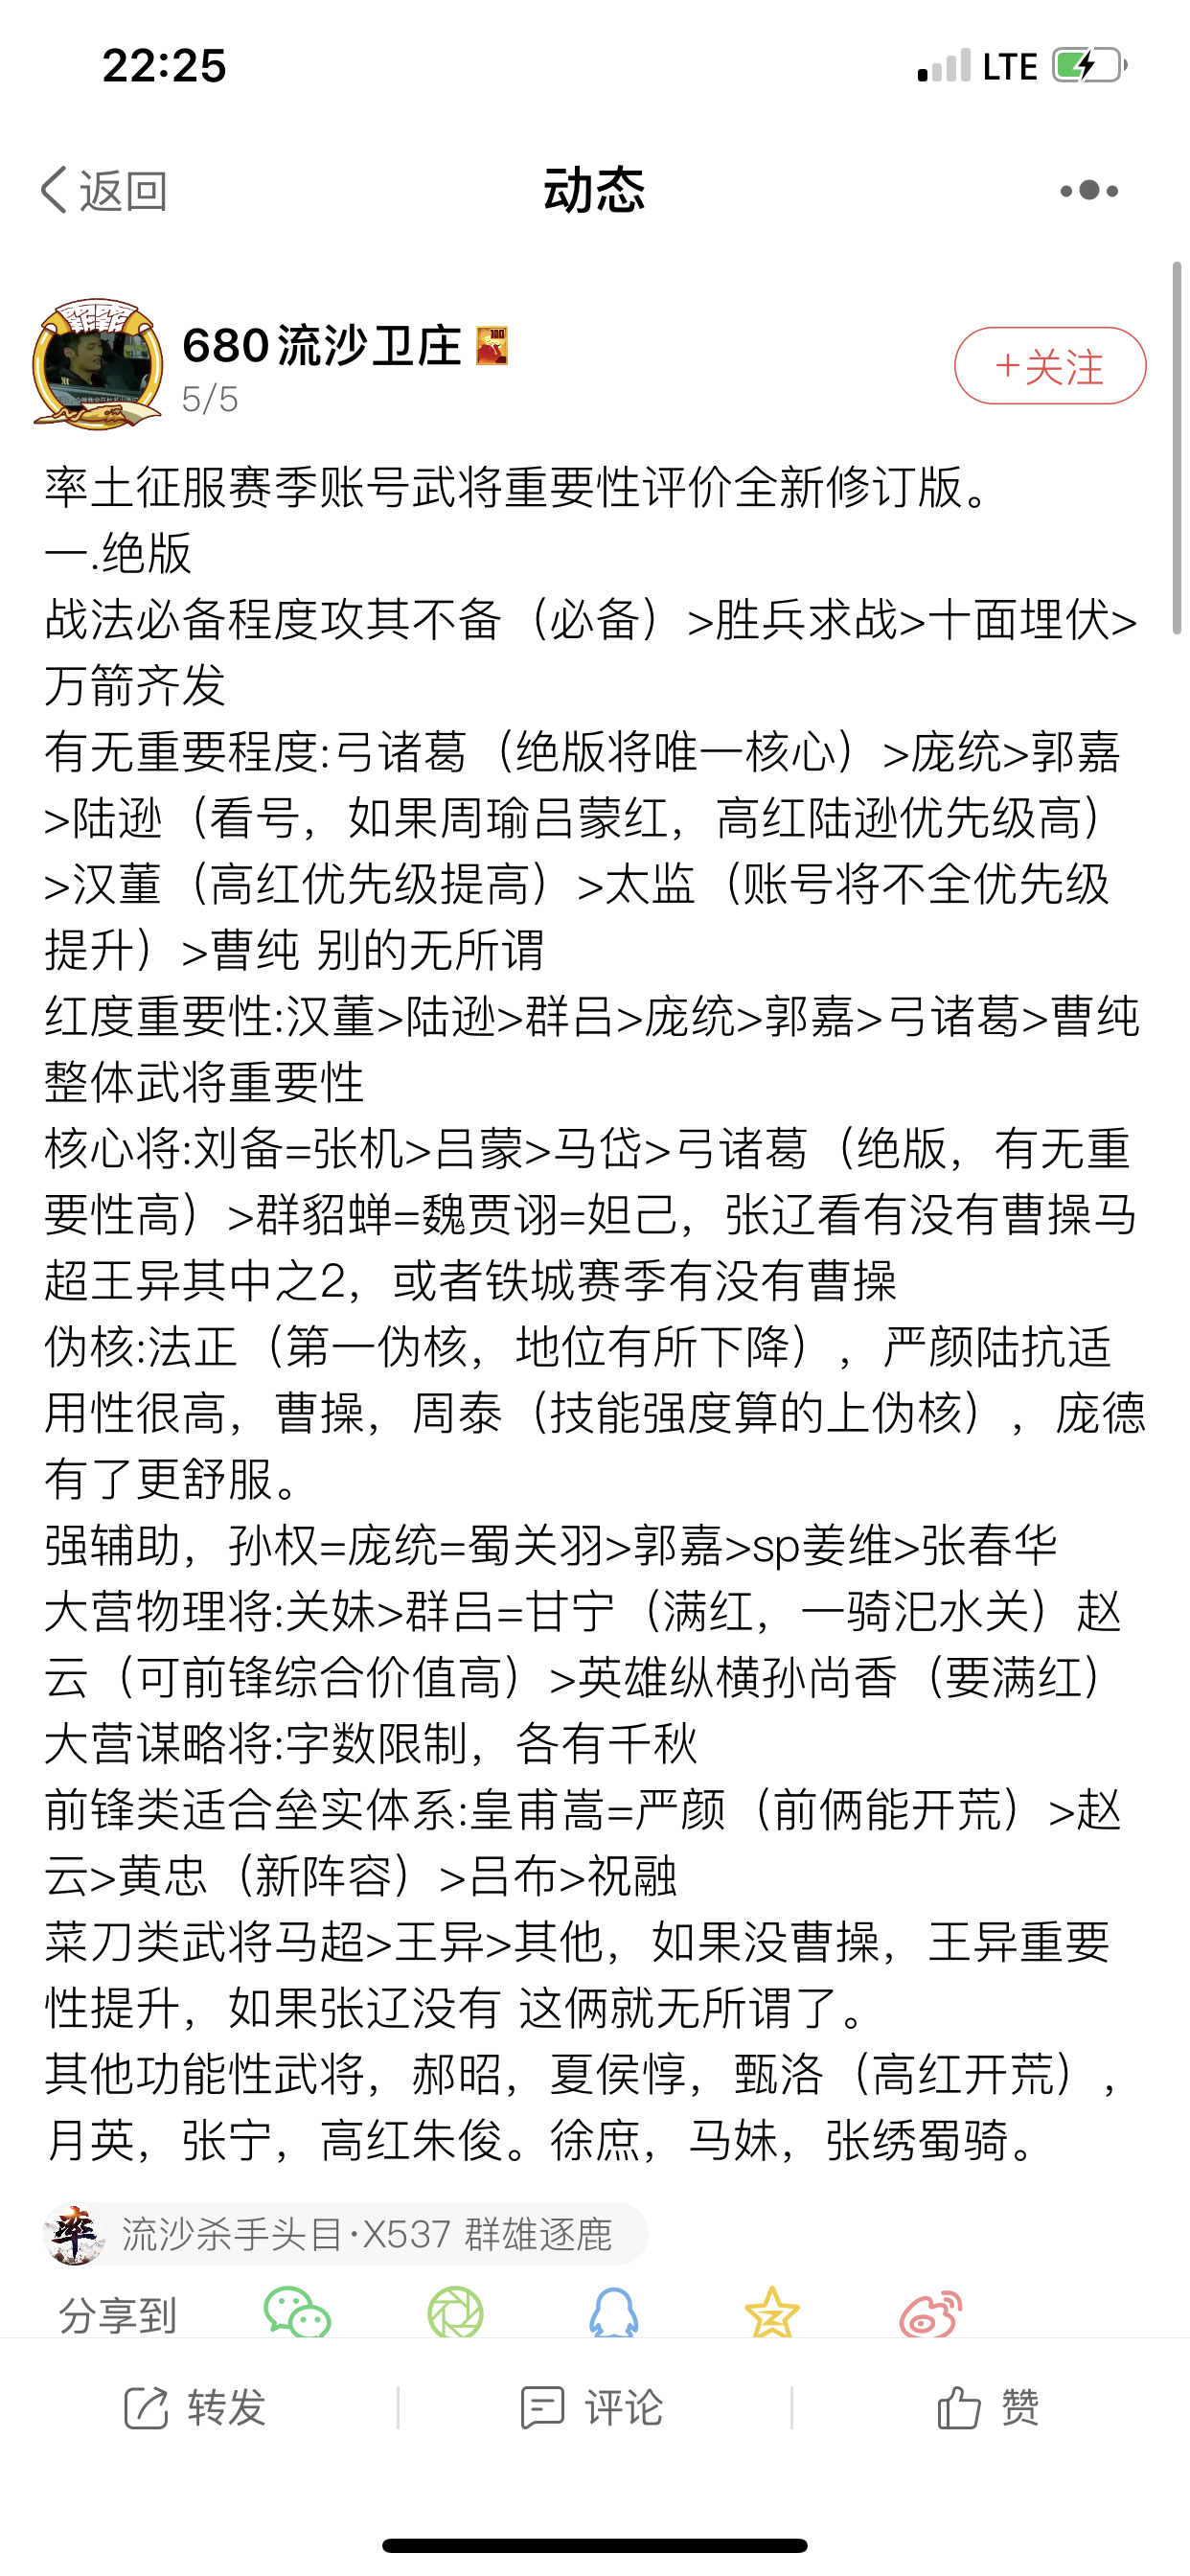 22:25
LTE
返回
动态
680流沙卫庄
100
5/5
+关注
率土征服赛季账号武将重要性评价全新修订版。
一.绝版
战法必备程度攻其不备（必备）>胜兵求战>十面埋伏>
万箭齐发
有无重要程度:弓诸葛（绝版将唯一核心）>庞统>郭嘉
>陆逊（看号，如果周瑜吕蒙红，高红陆逊优先级高）
>汉董（高红优先级提高）>太监（账号将不全优先级
提升）>曹纯 别的无所谓
红度重要性:汉董>陆逊>群吕>庞统>郭嘉>弓诸葛>曹纯
整体武将重要性
核心将:刘备=张机>吕蒙>马岱>弓诸葛（绝版，有无重
要性高）>群貂蝉=魏贾诩=妲己，张辽看有没有曹操马
超王异其中之2，或者铁城赛季有没有曹操
伪核:法正（第一伪核，地位有所下降），严颜陆抗适
用性很高，曹操，周泰（技能强度算的上伪核），庞德
有了更舒服。
强辅助，孙权=庞统=蜀关羽>郭嘉>sp姜维>张春华
大营物理将:关妹>群吕=甘宁（满红，一骑汜水关）赵
云（可前锋综合价值高）>英雄纵横孙尚香（要满红）
大营谋略将:字数限制，各有千秋
前锋类适合垒实体系:皇甫嵩=严颜（前俩能开荒）>赵
云>黄忠（新阵容）>吕布>祝融
菜刀类武将马超>王异>其他，如果没曹操，王异重要
性提升，如果张辽没有 这俩就无所谓了。
其他功能性武将，郝昭，夏侯惇，甄洛（高红开荒），
月英，张宁，高红朱俊。徐庶，马妹，张绣蜀骑。
率 流沙杀手头目·X537 群雄逐鹿
分享到
转发
评论
赞